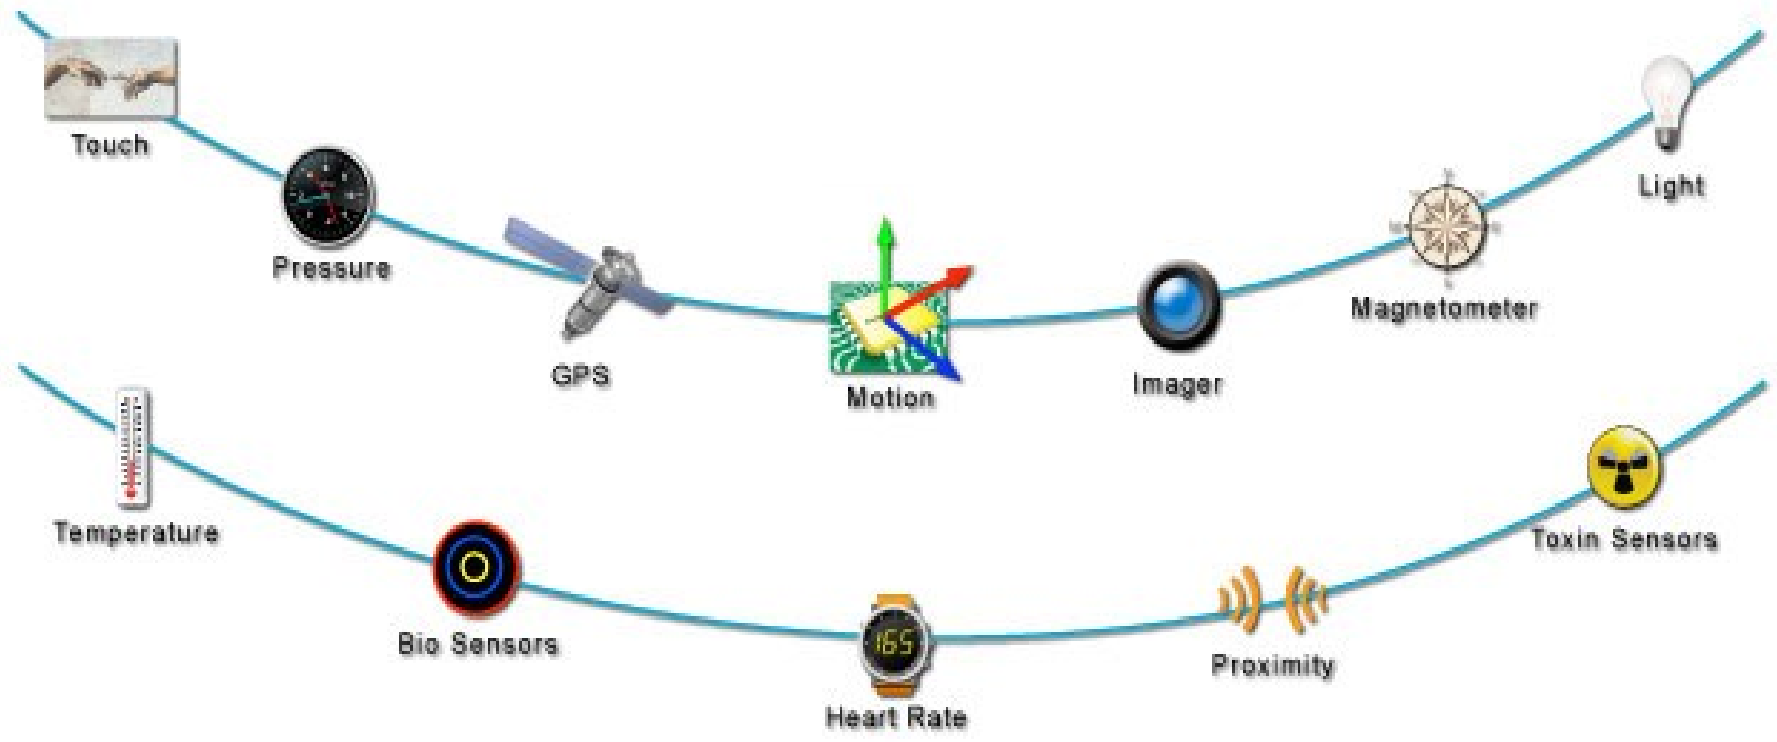 Touch
Pressure
GPS
Motion
Imager
Magnetometer
Light
Temperature
Bio Sensors
Heart Rate
165
Proximity
Toxin Sensors